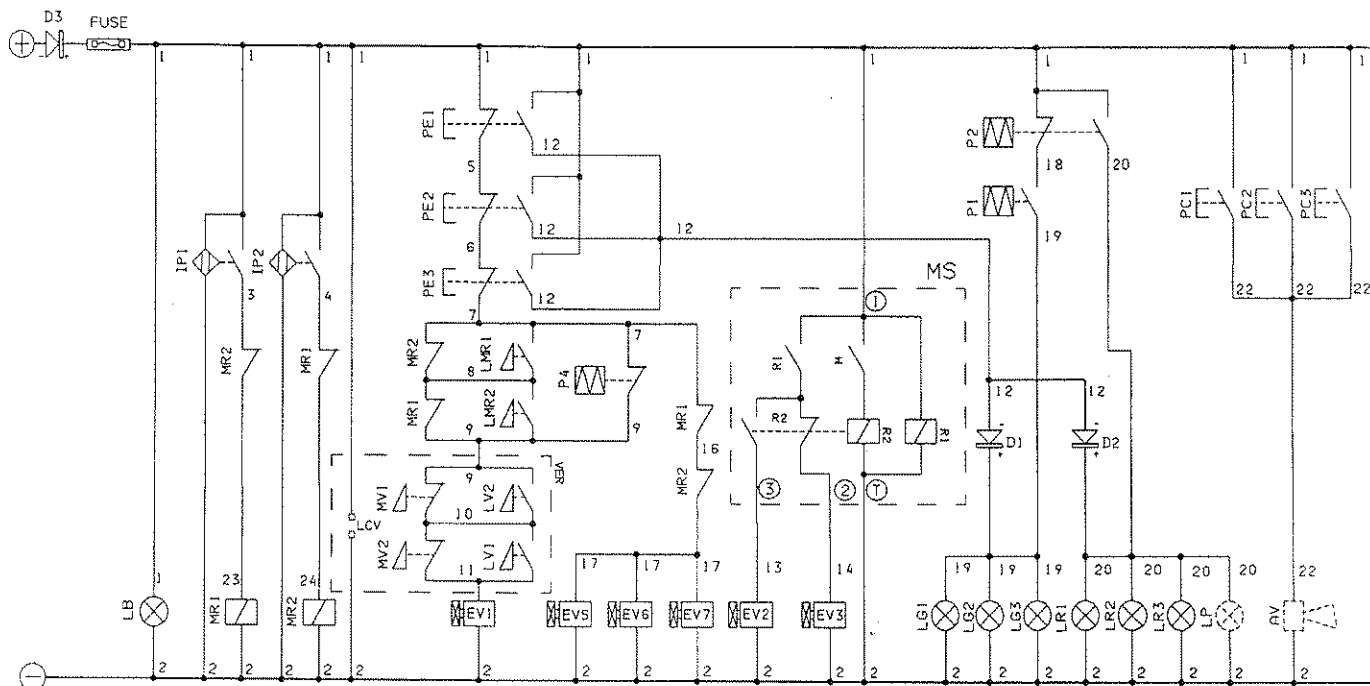 D3 FUSE
1 1 1 1 1 1 1 1 1 1 1
PE1 P2
12 18 20
5
PE2 P1 PC1 PC2 PC3
12 12 19
6
IP1 IP2 PE3 MS
3 4 12 22 22 22
7 7 1
MR2 MR1 MR2 LMR1 P4 R1 M
8 12 12
MR1 LMR2 MR1 R2 R2 R1 D1 D2
9 9 16
VER
9 MR2 3 2 T
MV1 LV2
10
LCV
MV2 LV1
11
1 23 24 17 17 17 13 14 19 19 19 20 20 20 20 22
LB MR1 MR2 EV1 EV5 EV6 EV7 EV2 EV3 LG1 LG2 LG3 LR1 LR2 LR3 LP AV
2 2 2 2 2 2 2 2 2 2 2 2 2 2 2 2 2 2 2 2 2